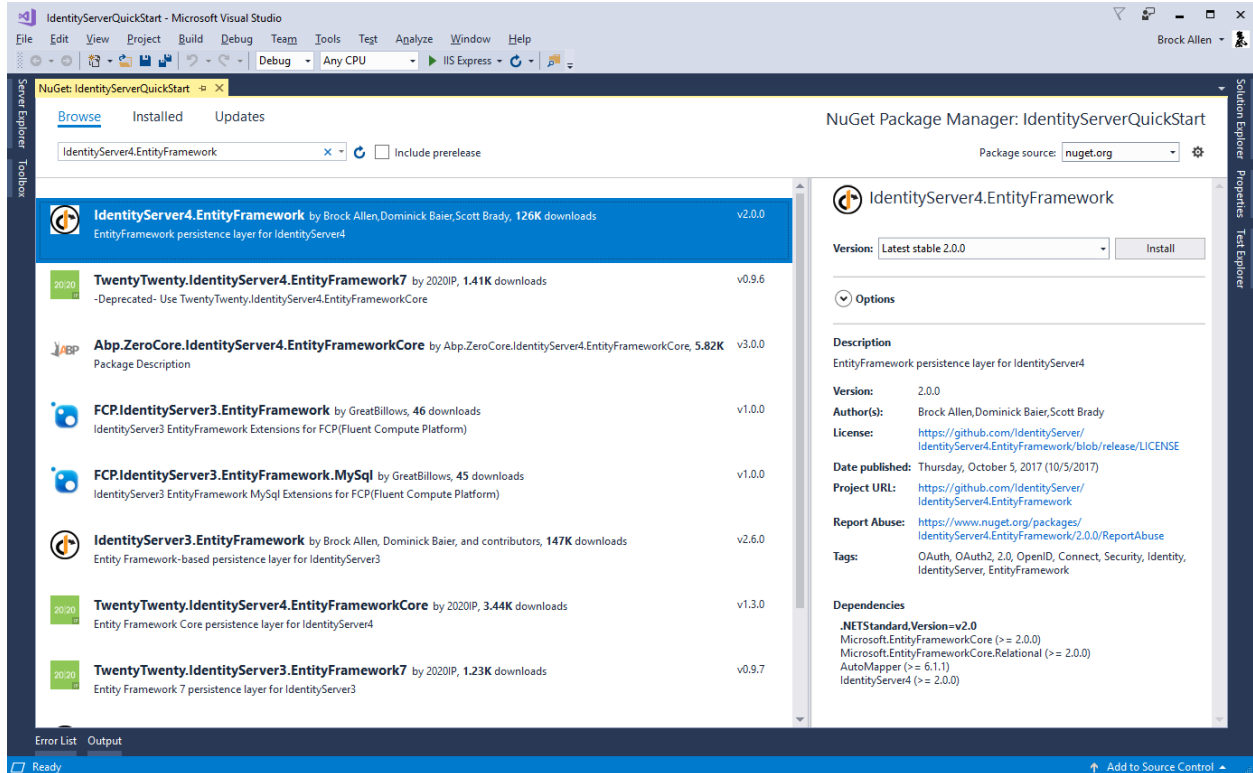 IdentityServerQuickStart - Microsoft Visual Studio
File Edit View Project Build Debug Team Tools Test Analyze Window Help
Brock Allen
Debug Any CPU IIS Express
Server Explorer
Toolbox
NuGet: IdentityServerQuickStart
Browse Installed Updates
NuGet Package Manager: IdentityServerQuickStart
IdentityServer4.EntityFramework Include prerelease
Package source: nuget.org
IdentityServer4.EntityFramework by Brock Allen,Dominick Baier,Scott Brady, 126K downloads v2.0.0
EntityFramework persistence layer for IdentityServer4
20|20 TwentyTwenty.IdentityServer4.EntityFramework7 by 2020IP, 1.41K downloads v0.9.6
-Deprecated- Use TwentyTwenty.IdentityServer4.EntityFrameworkCore
ABP Abp.ZeroCore.IdentityServer4.EntityFrameworkCore by Abp.ZeroCore.IdentityServer4.EntityFrameworkCore, 5.82K v3.0.0
Package Description
FCP.IdentityServer3.EntityFramework by GreatBillows, 46 downloads v1.0.0
IdentityServer3 EntityFramework Extensions for FCP(Fluent Compute Platform)
FCP.IdentityServer3.EntityFramework.MySql by GreatBillows, 45 downloads v1.0.0
IdentityServer3 EntityFramework MySql Extensions for FCP(Fluent Compute Platform)
IdentityServer3.EntityFramework by Brock Allen, Dominick Baier, and contributors, 147K downloads v2.6.0
Entity Framework-based persistence layer for IdentityServer3
20|20 TwentyTwenty.IdentityServer4.EntityFrameworkCore by 2020IP, 3.44K downloads v1.3.0
Entity Framework Core persistence layer for IdentityServer4
20|20 TwentyTwenty.IdentityServer3.EntityFramework7 by 2020IP, 1.23K downloads v0.9.7
Entity Framework 7 persistence layer for IdentityServer3
IdentityServer4.EntityFramework
Version: Latest stable 2.0.0 Install
Options
Description
EntityFramework persistence layer for IdentityServer4
Version: 2.0.0
Author(s): Brock Allen,Dominick Baier,Scott Brady
License: https://github.com/IdentityServer/
IdentityServer4.EntityFramework/blob/release/LICENSE
Date published: Thursday, October 5, 2017 (10/5/2017)
Project URL: https://github.com/IdentityServer/
IdentityServer4.EntityFramework
Report Abuse: https://www.nuget.org/packages/
IdentityServer4.EntityFramework/2.0.0/ReportAbuse
Tags: OAuth, OAuth2, 2.0, OpenID, Connect, Security, Identity,
IdentityServer, EntityFramework
Dependencies
.NETStandard,Version=v2.0
Microsoft.EntityFrameworkCore (>= 2.0.0)
Microsoft.EntityFrameworkCore.Relational (>= 2.0.0)
AutoMapper (>= 6.1.1)
IdentityServer4 (>= 2.0.0)
Solution Explorer
Properties
Test Explorer
Error List Output
Ready
Add to Source Control